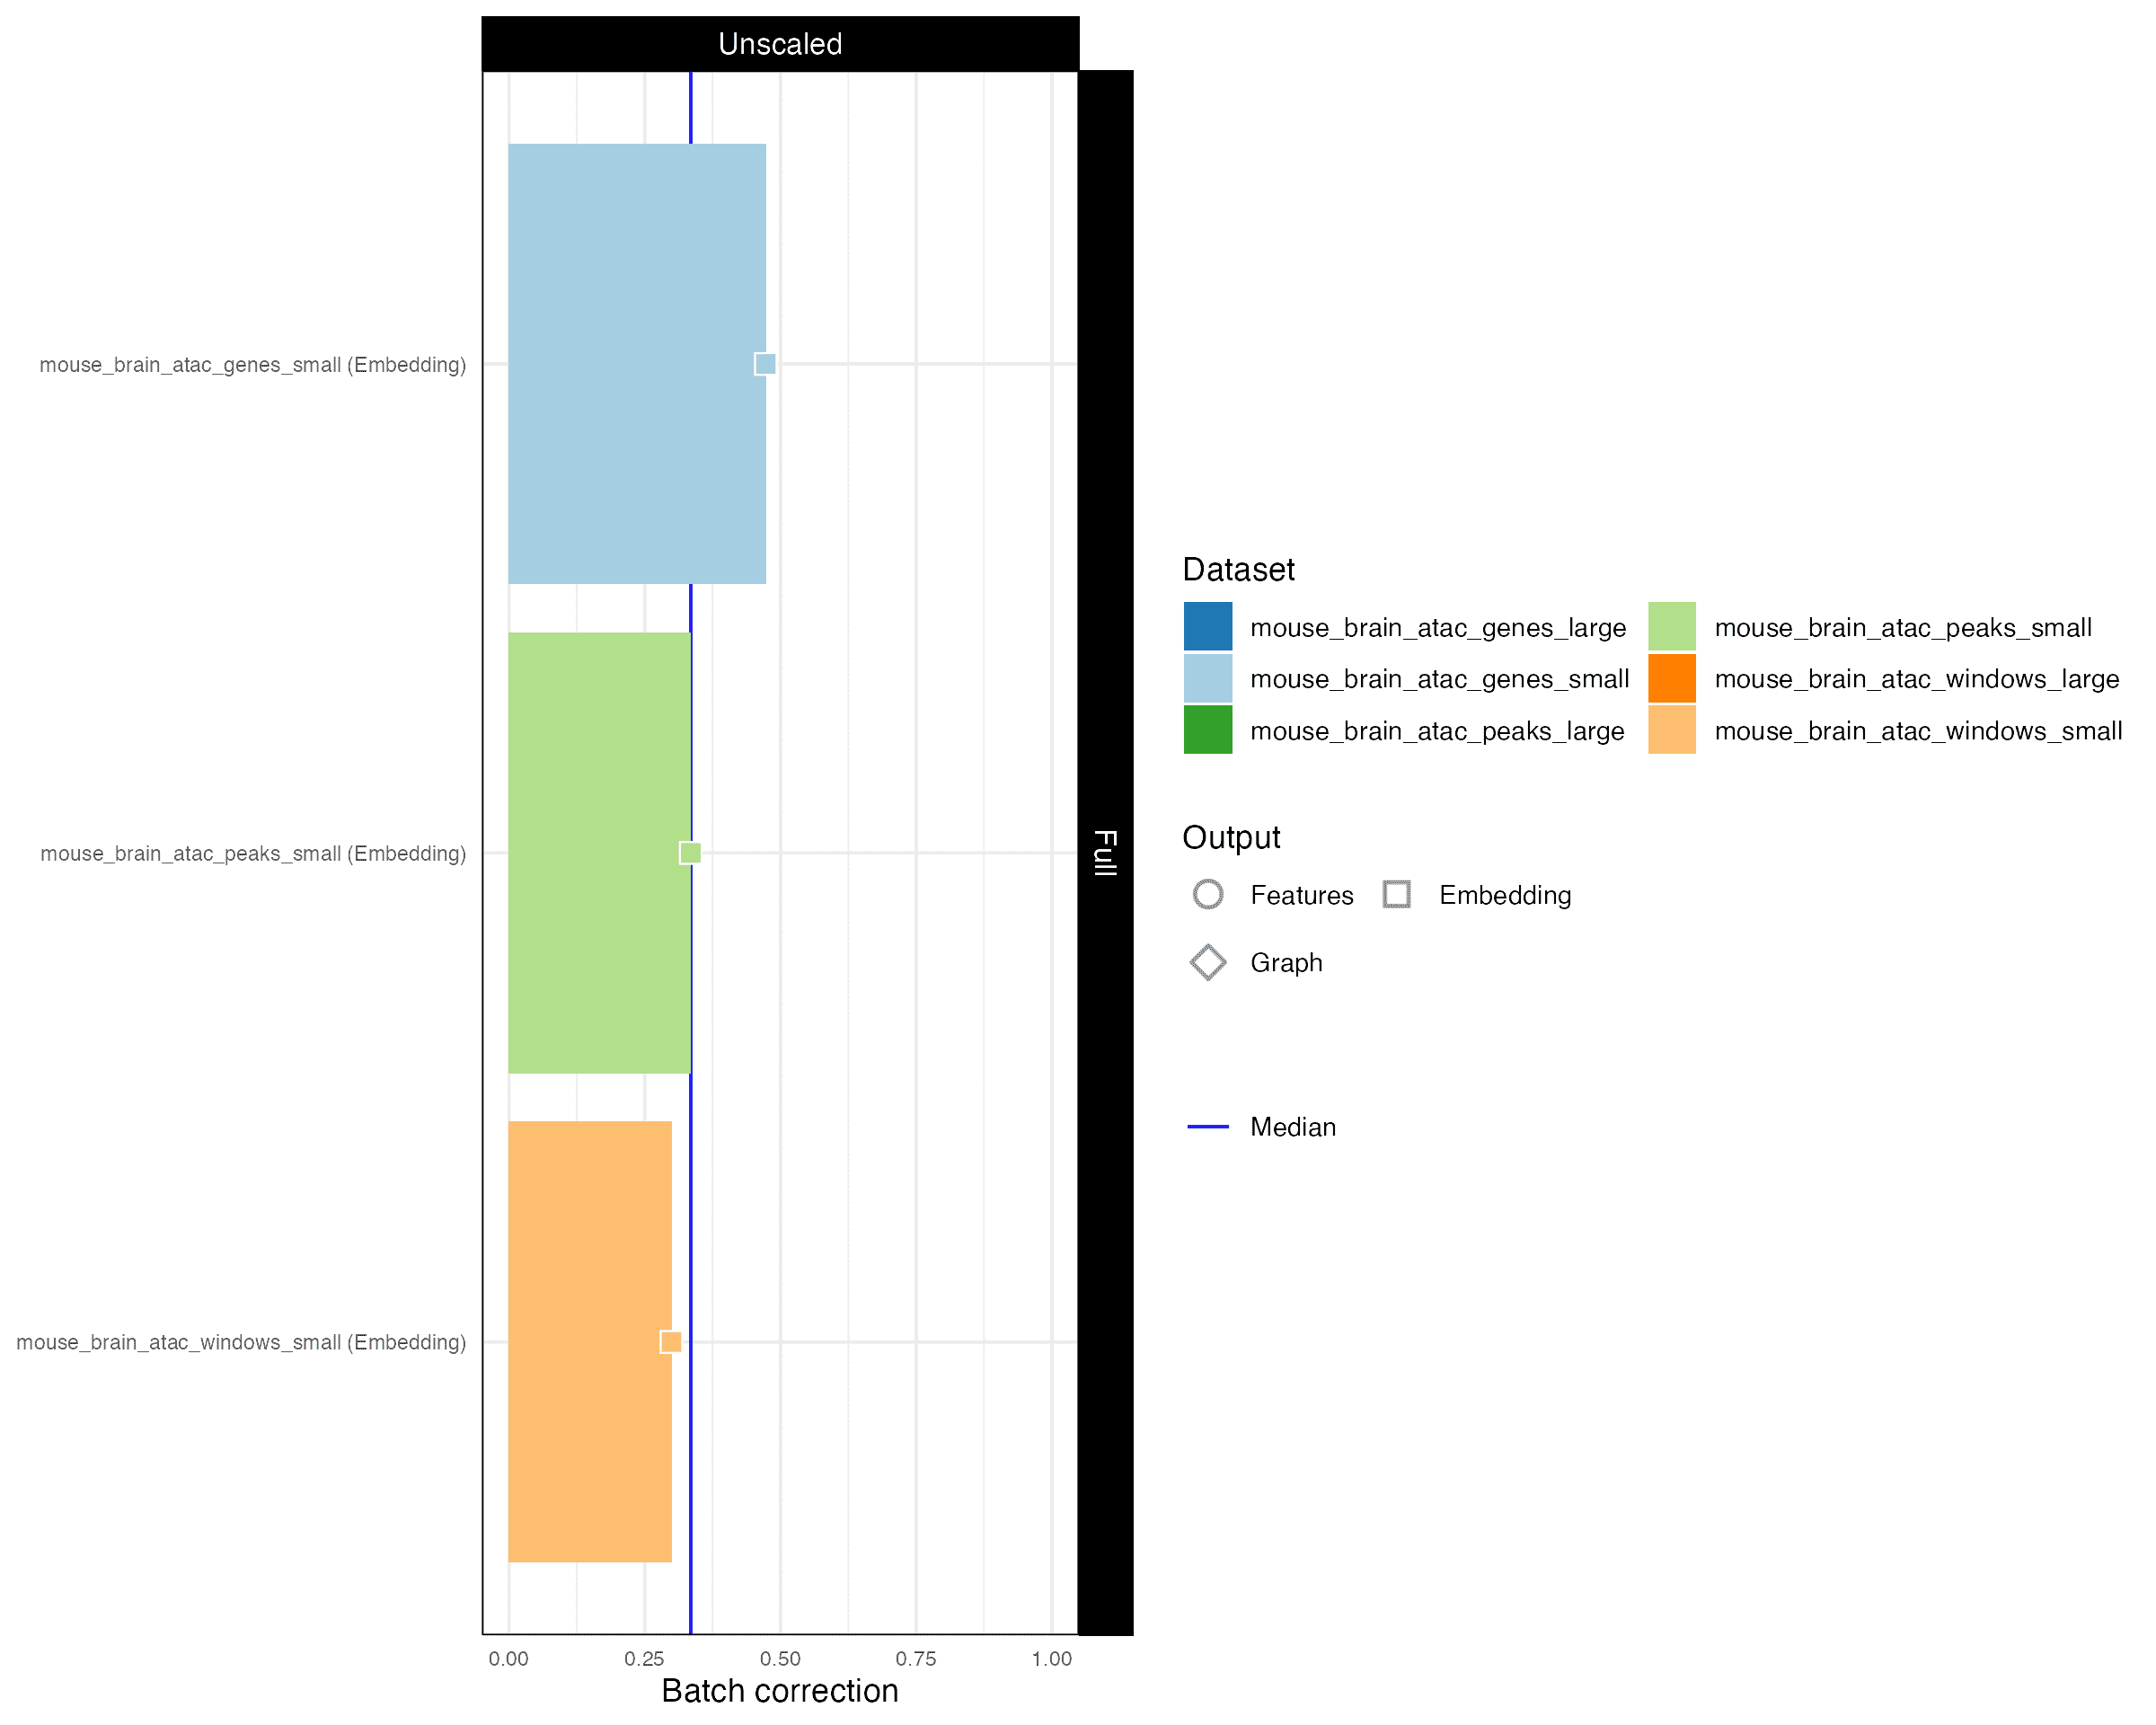 Unscaled
mouse_brain_atac_genes_small (Embedding)
mouse_brain_atac_peaks_small (Embedding)
mouse_brain_atac_windows_small (Embedding)
Full
0.00 0.25 0.50 0.75 1.00
Batch correction
Dataset
mouse_brain_atac_genes_large mouse_brain_atac_peaks_small
mouse_brain_atac_genes_small mouse_brain_atac_windows_large
mouse_brain_atac_peaks_large mouse_brain_atac_windows_small
Output
Features Embedding
Graph
Median